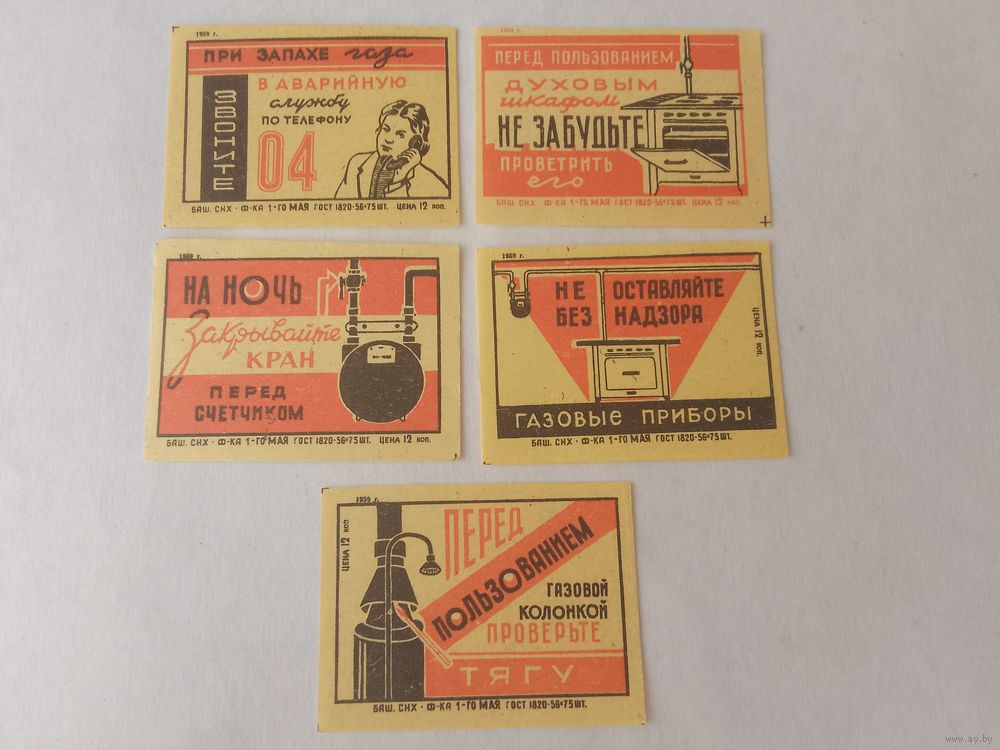 1959 г.
ПРИ ЗАПАХЕ газа
ЗВОНИТЕ
В АВАРИЙНУЮ
службу
ПО ТЕЛЕФОНУ
04
БАШ. СНХ · Ф-КА 1-ГО МАЯ ГОСТ 1820-56 · 75 ШТ. ЦЕНА 12 КОП.
1959 г.
ПЕРЕД ПОЛЬЗОВАНИЕМ
ДУХОВЫМ
шкафом
НЕ ЗАБУДЬТЕ
ПРОВЕТРИТЬ
его
БАШ. СНХ · Ф-КА 1-ГО МАЯ ГОСТ 1820-56 · 75 ШТ. ЦЕНА 12 КОП.
1959 г.
НА НОЧЬ
Закрывайте
КРАН
ПЕРЕД
СЧЕТЧИКОМ
БАШ. СНХ · Ф-КА 1-ГО МАЯ ГОСТ 1820-56 · 75 ШТ. ЦЕНА 12 КОП.
1959 г.
НЕ ОСТАВЛЯЙТЕ
БЕЗ НАДЗОРА
ЦЕНА 12 КОП.
ГАЗОВЫЕ ПРИБОРЫ
БАШ. СНХ · Ф-КА 1-ГО МАЯ ГОСТ 1820-56 · 75 ШТ.
1959 г.
ЦЕНА 12 КОП
ПЕРЕД
ПОЛЬЗОВАНИЕМ
ГАЗОВОЙ
КОЛОНКОЙ
ПРОВЕРЬТЕ
ТЯГУ
БАШ. СНХ · Ф-КА 1-ГО МАЯ ГОСТ 1820-56 · 75 ШТ.
www.ay.by